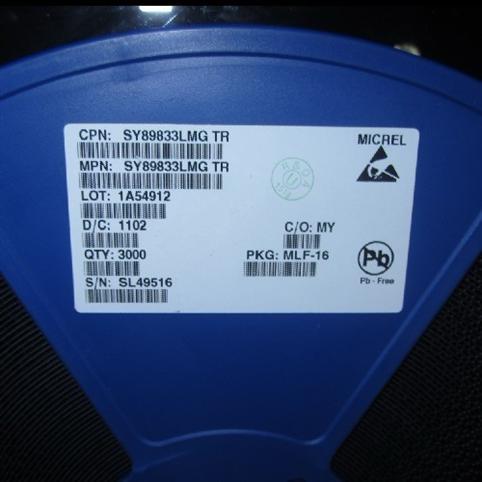 CPN: SY89833LMG TR
MICREL
MPN: SY89833LMG TR
LOT: 1A54912
D/C: 1102
C/O: MY
QTY: 3000
PKG: MLF-16
Pb
S/N: SL49516
Pb - Free